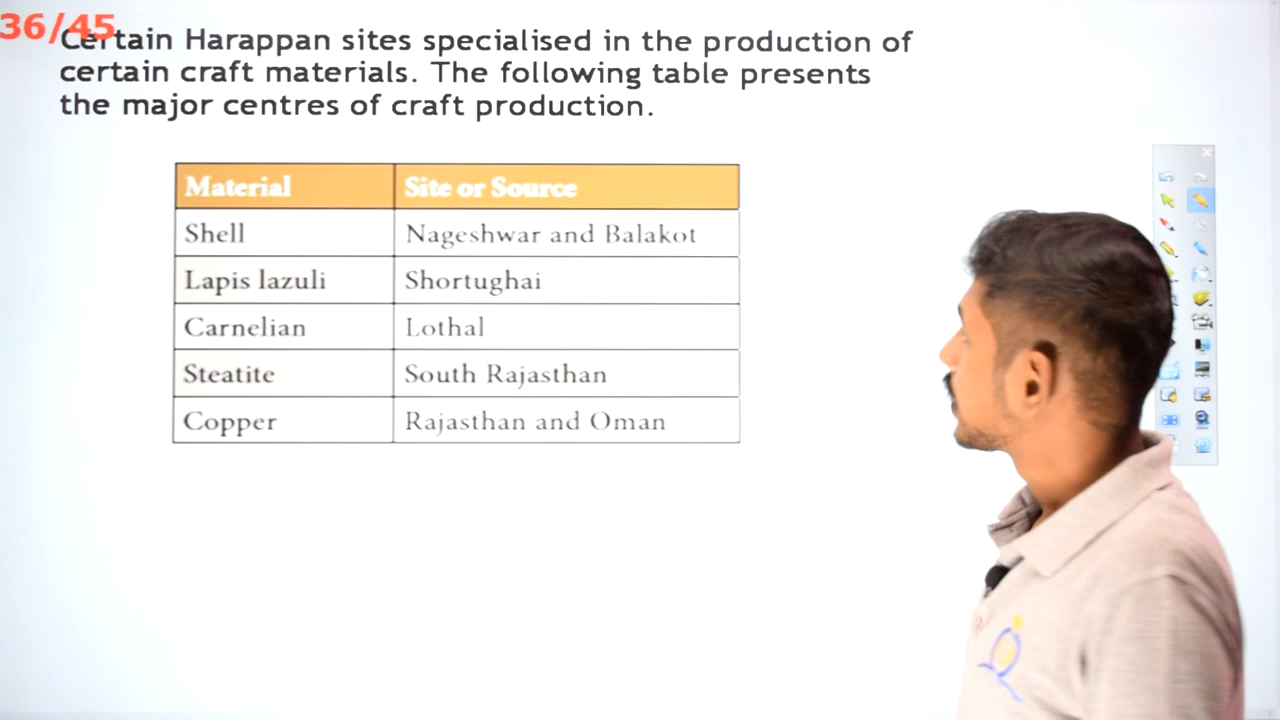 36/45
Certain Harappan sites specialised in the production of
certain craft materials. The following table presents
the major centres of craft production.
Material Site or Source
Shell Nageshwar and Balakot
Lapis lazuli Shortughai
Carnelian Lothal
Steatite South Rajasthan
Copper Rajasthan and Oman